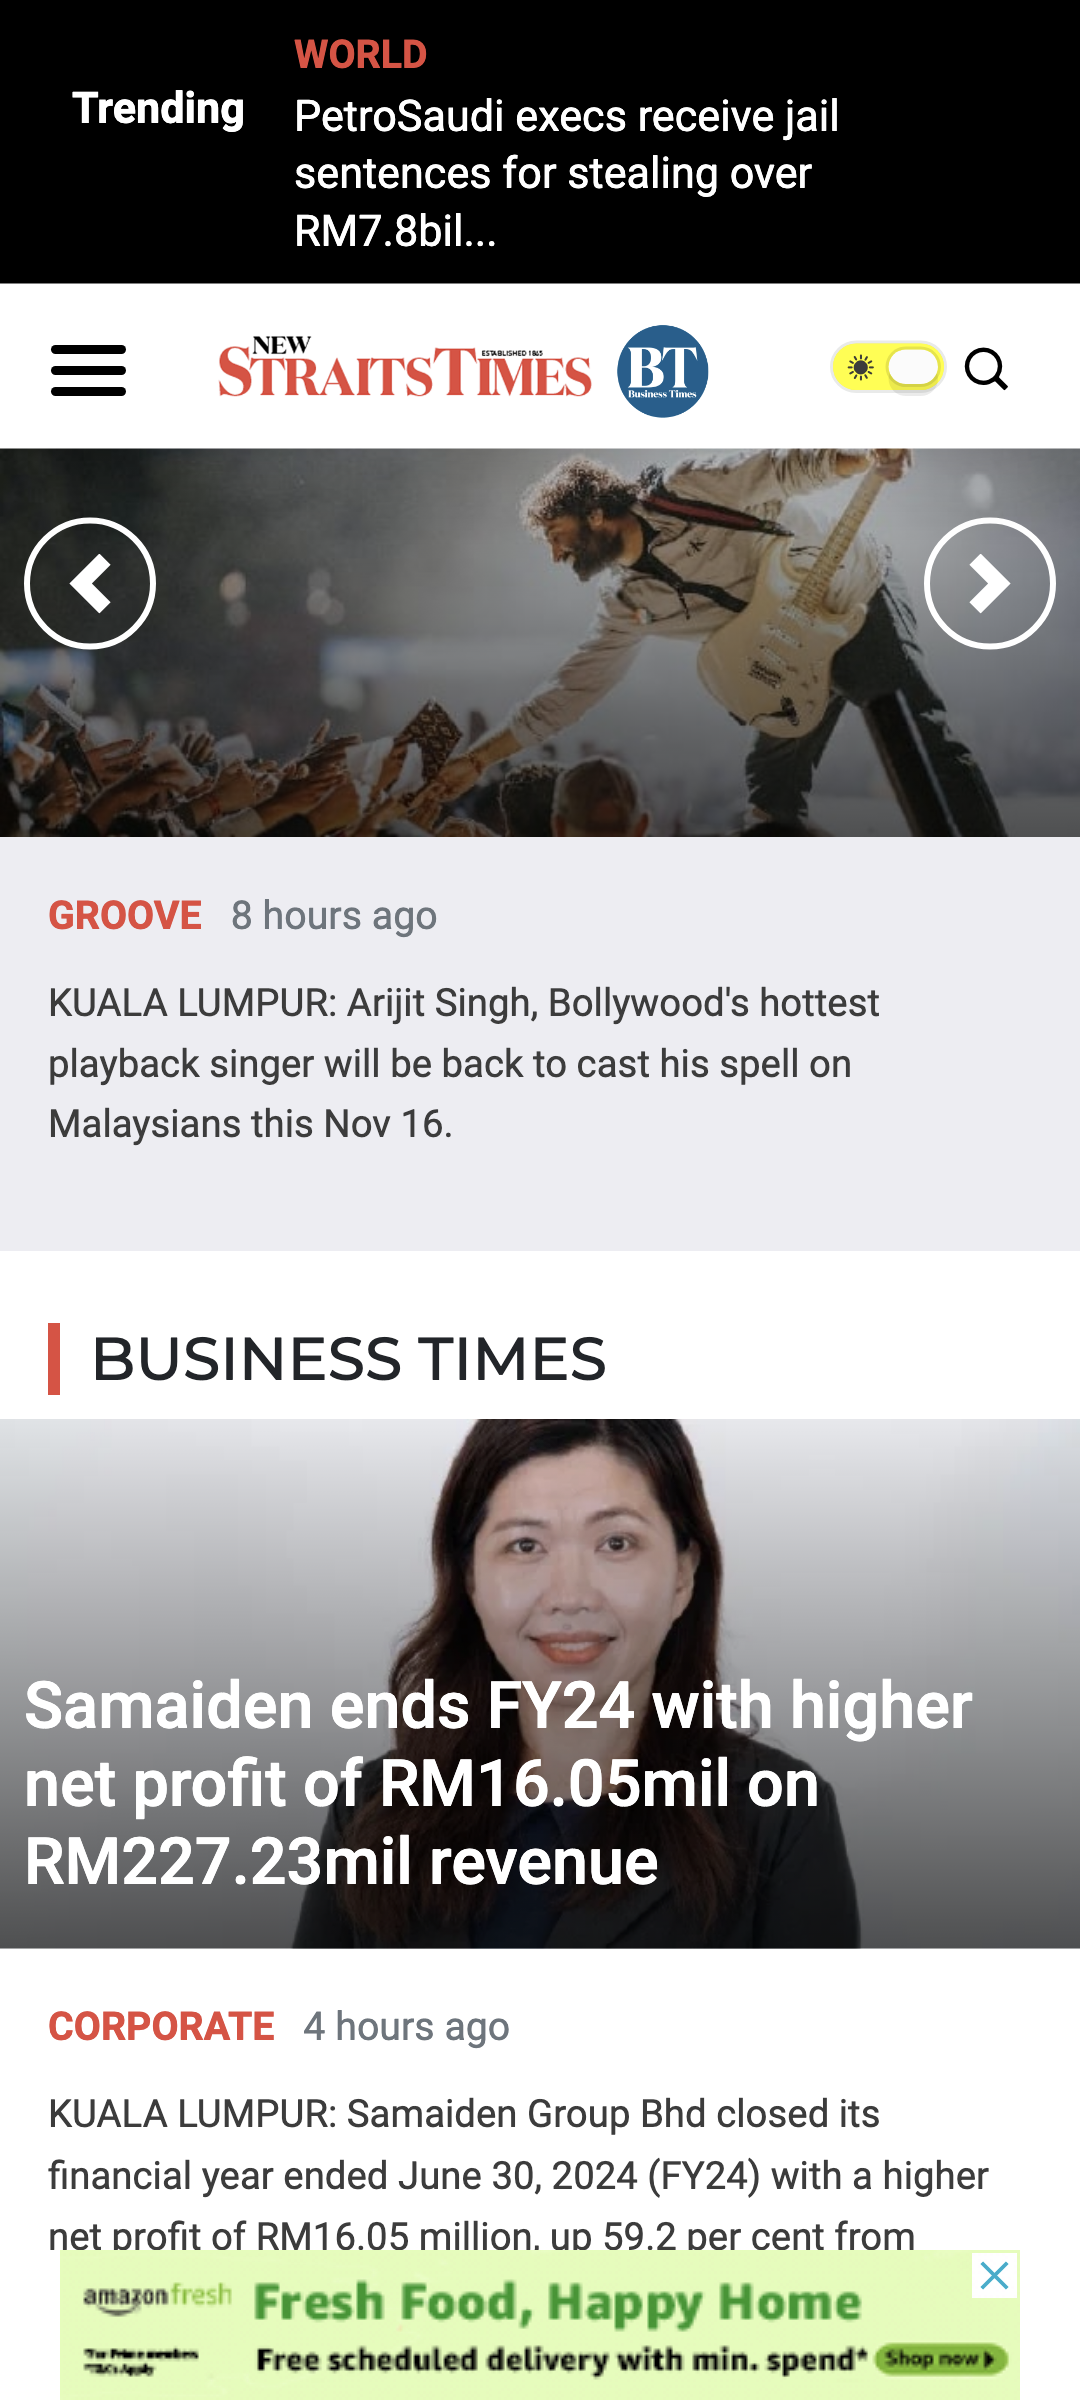 WORLD
Trending
PetroSaudi execs receive jail
sentences for stealing over
RM7.8bil...
NEW
STRAITS TIMES
ESTABLISHED 1845
BT
Business Times
GROOVE 8 hours ago
KUALA LUMPUR: Arijit Singh, Bollywood's hottest
playback singer will be back to cast his spell on
Malaysians this Nov 16.
BUSINESS TIMES
Samaiden ends FY24 with higher
net profit of RM16.05mil on
RM227.23mil revenue
CORPORATE 4 hours ago
KUALA LUMPUR: Samaiden Group Bhd closed its
financial year ended June 30, 2024 (FY24) with a higher
net profit of RM16.05 million, up 59.2 per cent from
amazonfresh
Fresh Food, Happy Home
Free scheduled delivery with min. spend*
Shop now